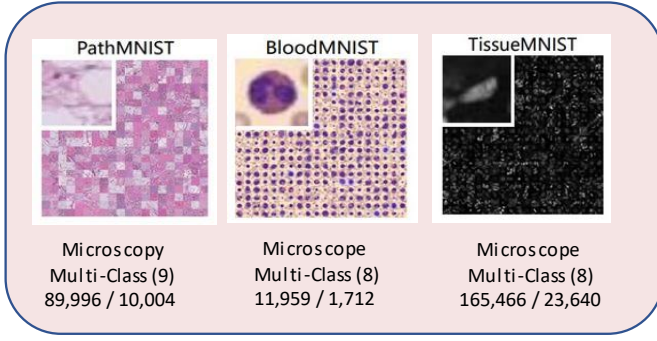 PathMNIST
BloodMNIST
TissueMNIST
Microscopy
Multi-Class (9)
89,996 / 10,004
Microscope
Multi-Class (8)
11,959 / 1,712
Microscope
Multi-Class (8)
165,466 / 23,640